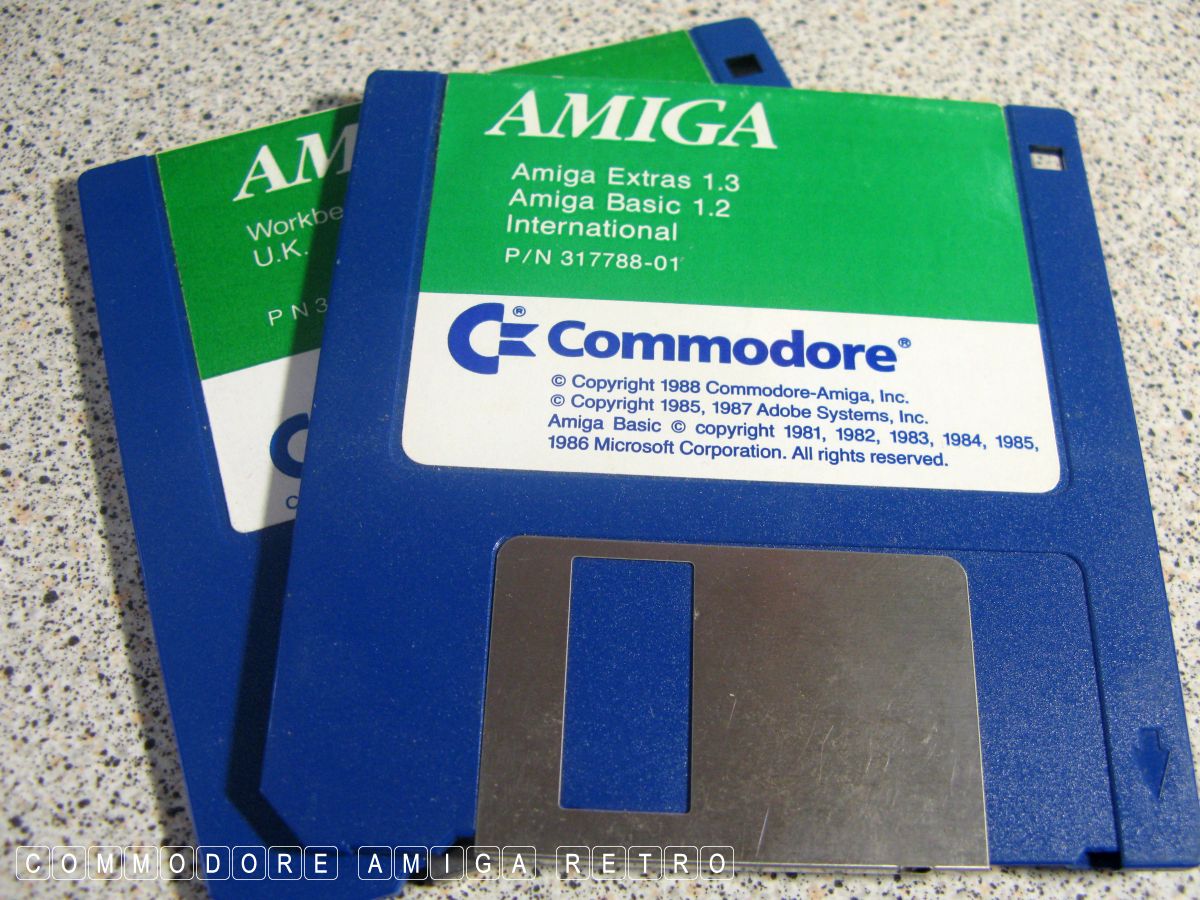 AMIGA
Amiga Extras 1.3
Amiga Basic 1.2
International
P/N 317788-01
C® Commodore®
© Copyright 1988 Commodore-Amiga, Inc.
© Copyright 1985, 1987 Adobe Systems, Inc.
Amiga Basic © copyright 1981, 1982, 1983, 1984, 1985,
1986 Microsoft Corporation. All rights reserved.
AM
Workbe
U.K.
P N 3
COMMODORE AMIGA RETRO